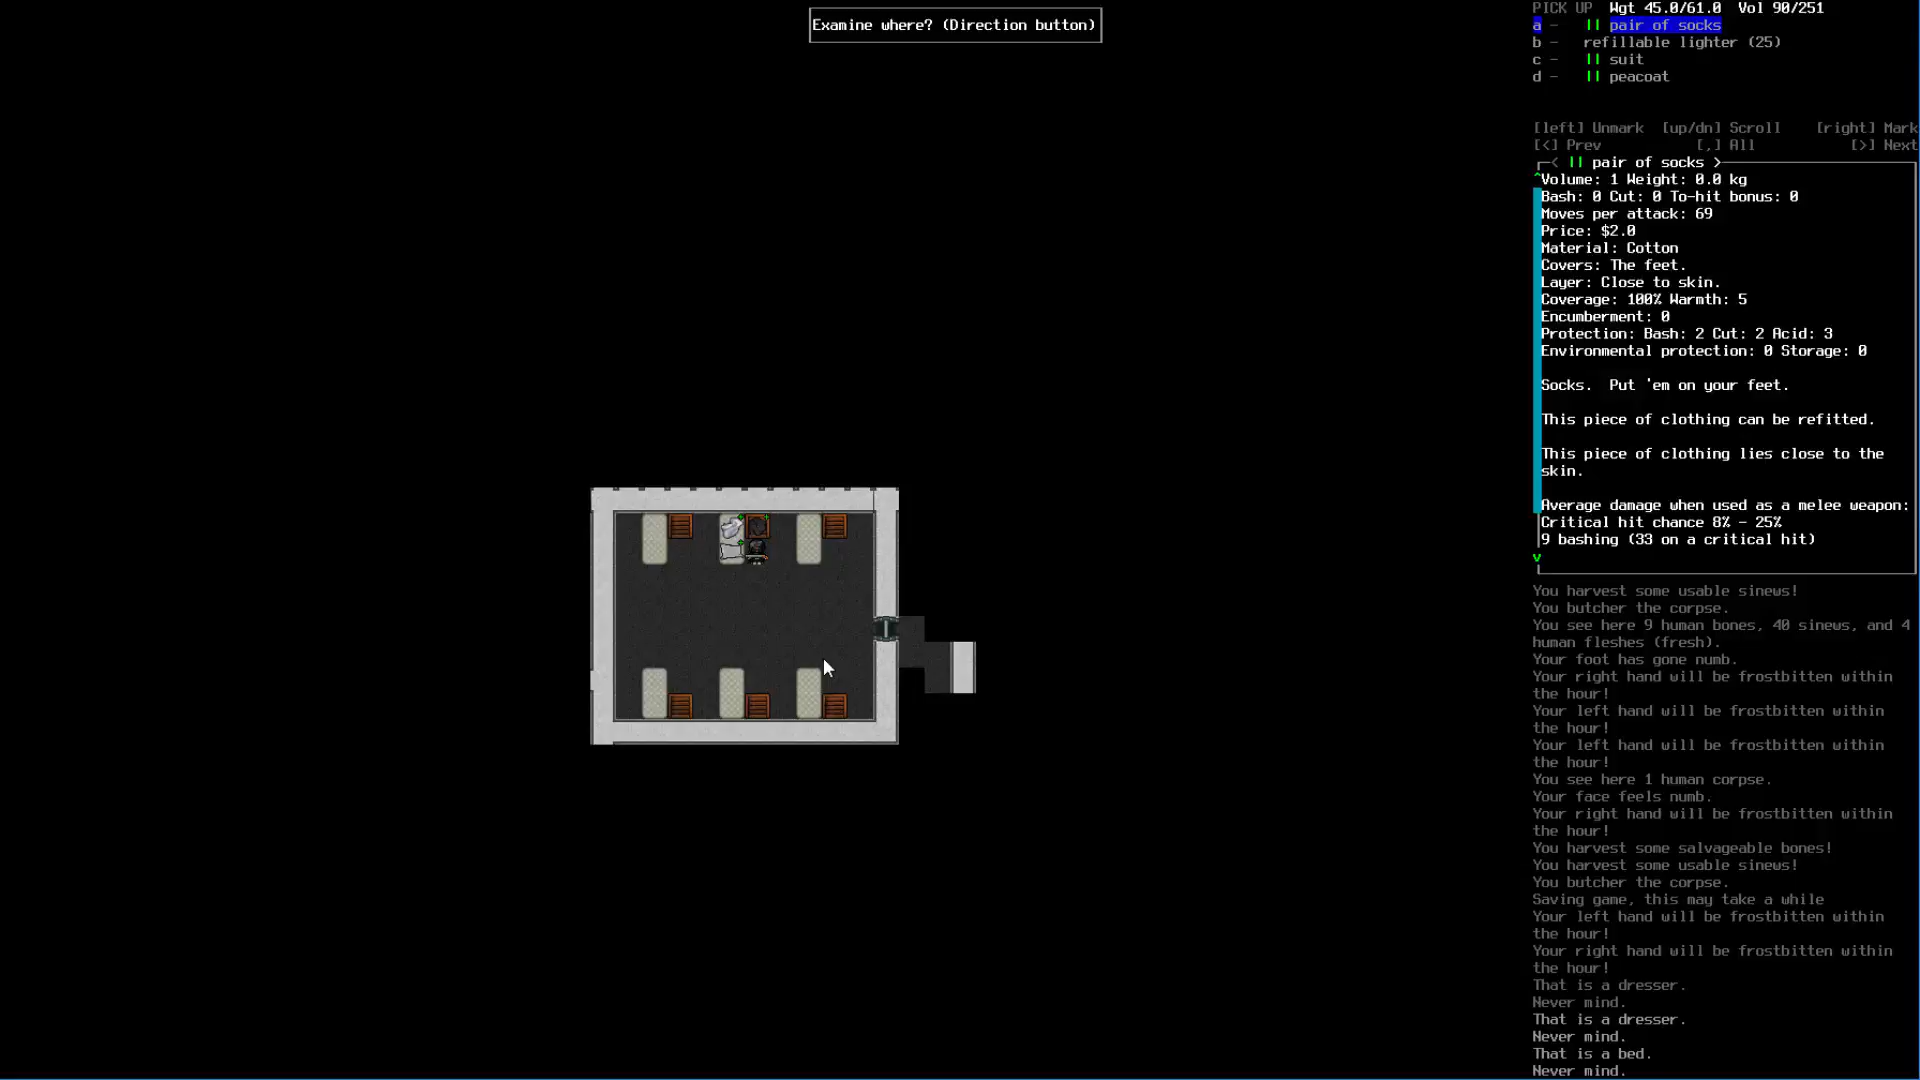 Examine where? (Direction button)
PICK UP  Wgt 45.0/61.0  Vol 90/251
a -   || pair of socks
b -   refillable lighter (25)
c -   || suit
d -   || peacoat
[left] Unmark  [up/dn] Scroll  [right] Mark
[<] Prev  [,] All  [>] Next
< || pair of socks >
^Volume: 1 Weight: 0.0 kg
Bash: 0 Cut: 0 To-hit bonus: 0
Moves per attack: 69
Price: $2.0
Material: Cotton
Covers: The feet.
Layer: Close to skin.
Coverage: 100% Warmth: 5
Encumberment: 0
Protection: Bash: 2 Cut: 2 Acid: 3
Environmental protection: 0 Storage: 0
Socks.  Put 'em on your feet.
This piece of clothing can be refitted.
This piece of clothing lies close to the
skin.
Average damage when used as a melee weapon:
Critical hit chance 8% - 25%
9 bashing (33 on a critical hit)
v
You harvest some usable sinews!
You butcher the corpse.
You see here 9 human bones, 40 sinews, and 4
human fleshes (fresh).
Your foot has gone numb.
Your right hand will be frostbitten within
the hour!
Your left hand will be frostbitten within
the hour!
Your left hand will be frostbitten within
the hour!
You see here 1 human corpse.
Your face feels numb.
Your right hand will be frostbitten within
the hour!
You harvest some salvageable bones!
You harvest some usable sinews!
You butcher the corpse.
Saving game, this may take a while
Your left hand will be frostbitten within
the hour!
Your right hand will be frostbitten within
the hour!
That is a dresser.
Never mind.
That is a dresser.
Never mind.
That is a bed.
Never mind.